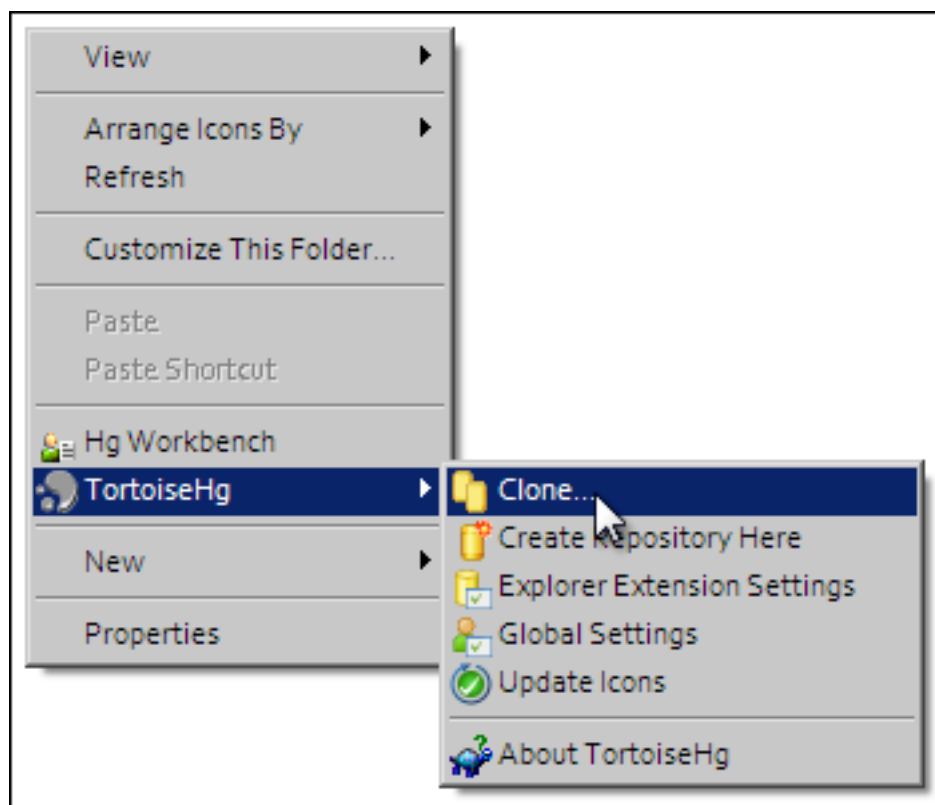 View
Arrange Icons By
Refresh
Customize This Folder...
Paste
Paste Shortcut
Hg Workbench
TortoiseHg
New
Properties
Clone...
Create Repository Here
Explorer Extension Settings
Global Settings
Update Icons
About TortoiseHg